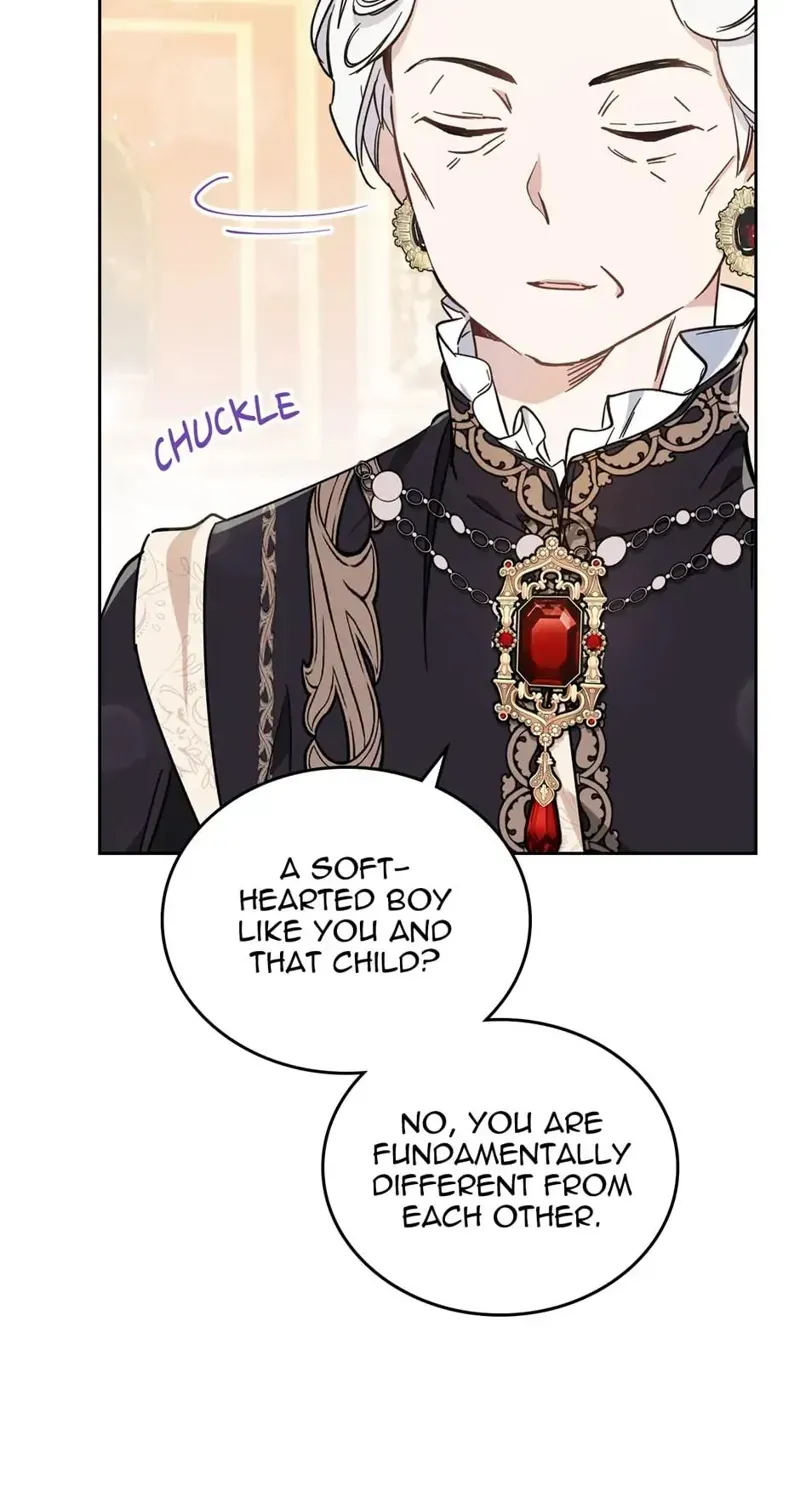 CHUCKLE
A SOFT-
HEARTED BOY
LIKE YOU AND
THAT CHILD?
NO, YOU ARE
FUNDAMENTALLY
DIFFERENT FROM
EACH OTHER.